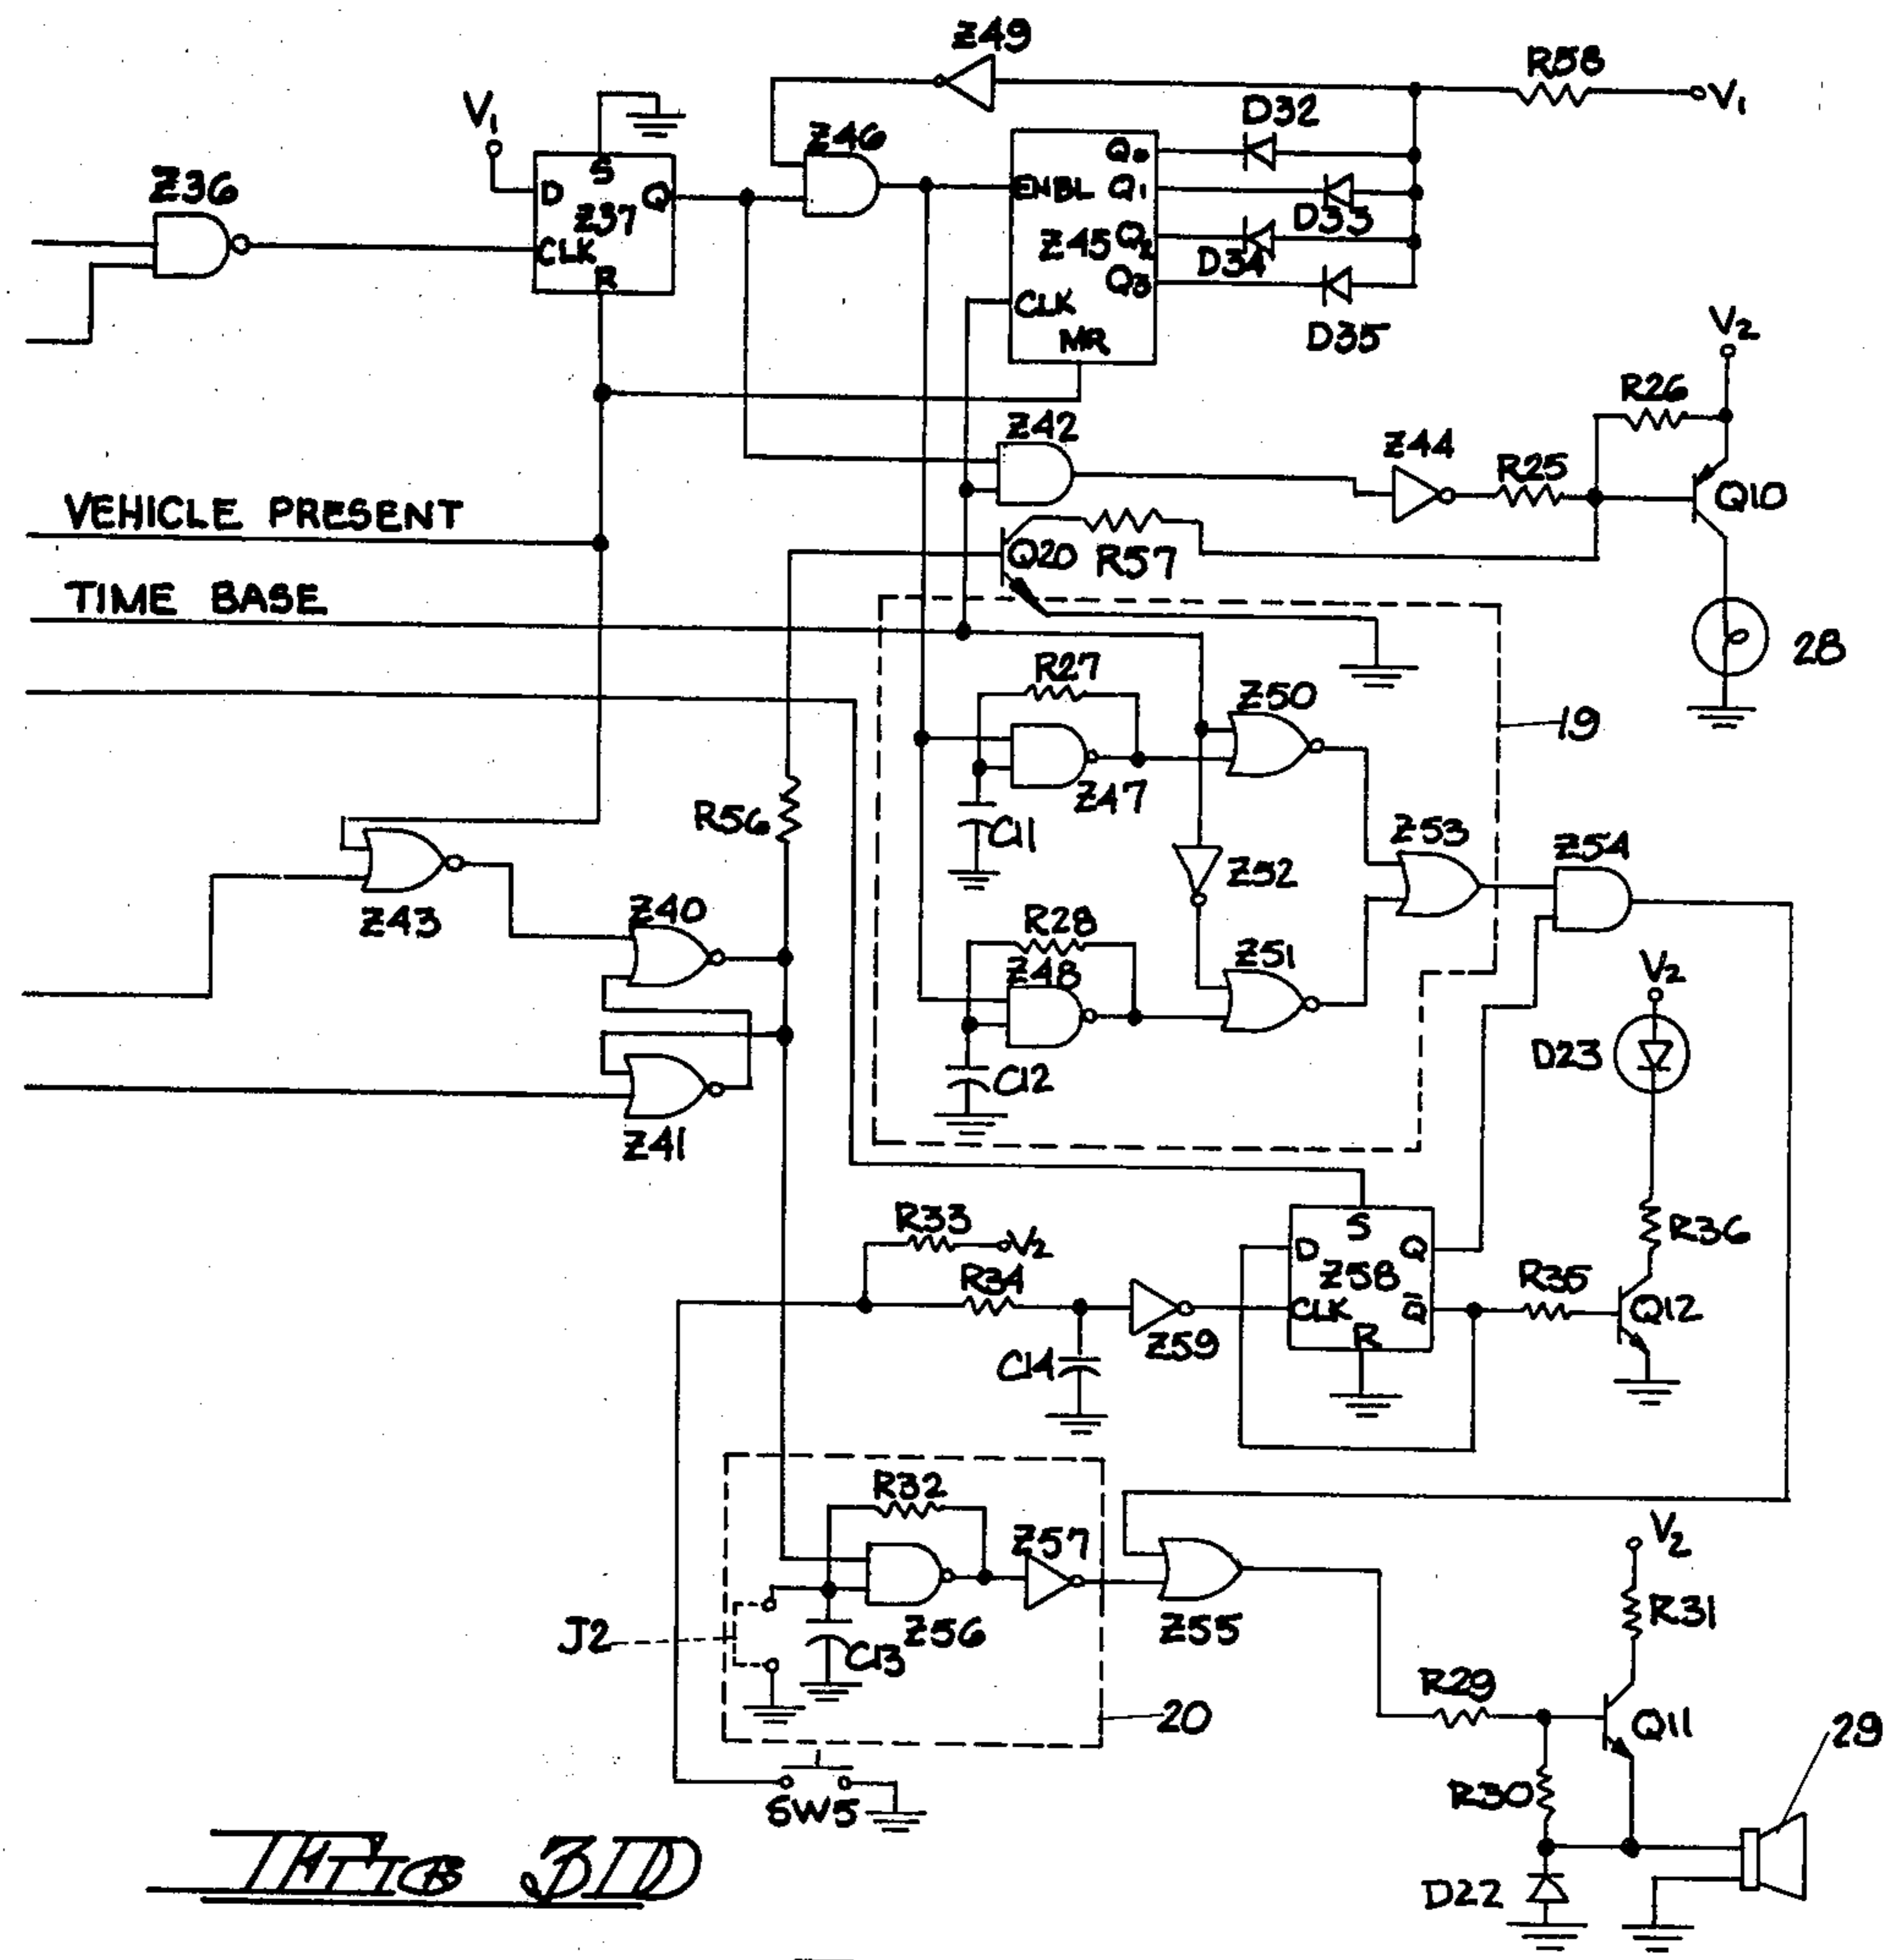 Z49
R58
V₁
D32
V₁
Z46
Q₀
S
Z36
D
Q
ENBL
Q₁
Z37
D33
Z45
Q₂
CLK
D34
R
Q₃
CLK
D35
MR
V₂
R26
Z42
Z44
R25
VEHICLE PRESENT
Q10
Q20
R57
TIME BASE
28
R27
Z50
19
Z47
R56
C11
Z53
Z54
Z52
Z43
Z40
R28
Z51
V₂
Z48
D23
C12
Z41
R33
V₂
S
R36
D
Q
R34
Z58
R35
CLK
Q̅
Q12
Z59
R
C14
R32
Z57
V₂
R31
J2
Z56
Z55
C13
R29
20
Q11
29
R30
SW5
D22
3D